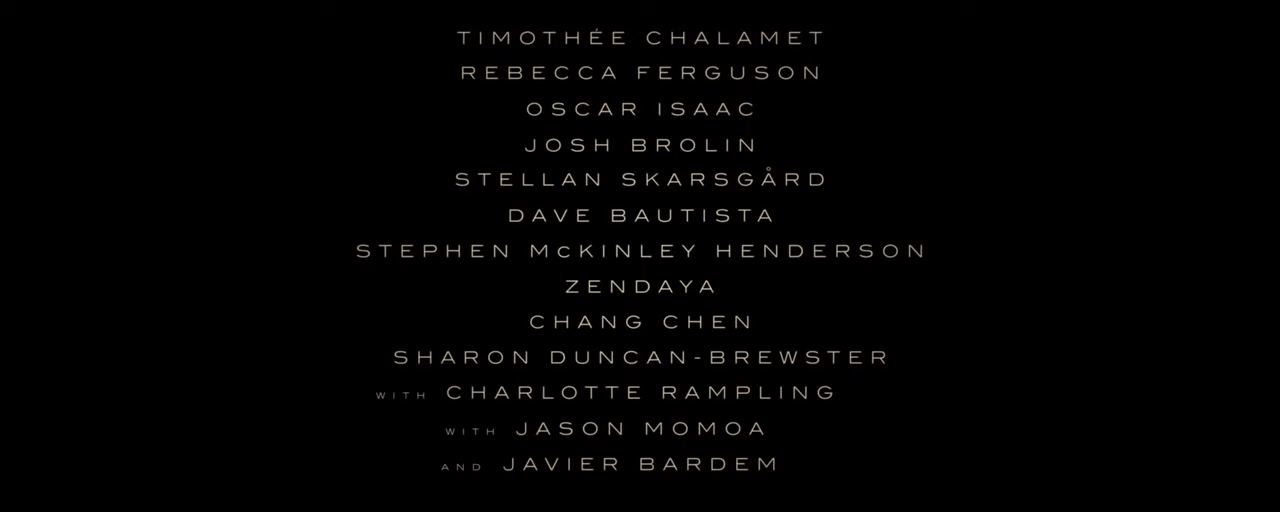 TIMOTHÉE CHALAMET
REBECCA FERGUSON
OSCAR ISAAC
JOSH BROLIN
STELLAN SKARSGÅRD
DAVE BAUTISTA
STEPHEN McKINLEY HENDERSON
ZENDAYA
CHANG CHEN
SHARON DUNCAN-BREWSTER
WITH CHARLOTTE RAMPLING
WITH JASON MOMOA
AND JAVIER BARDEM